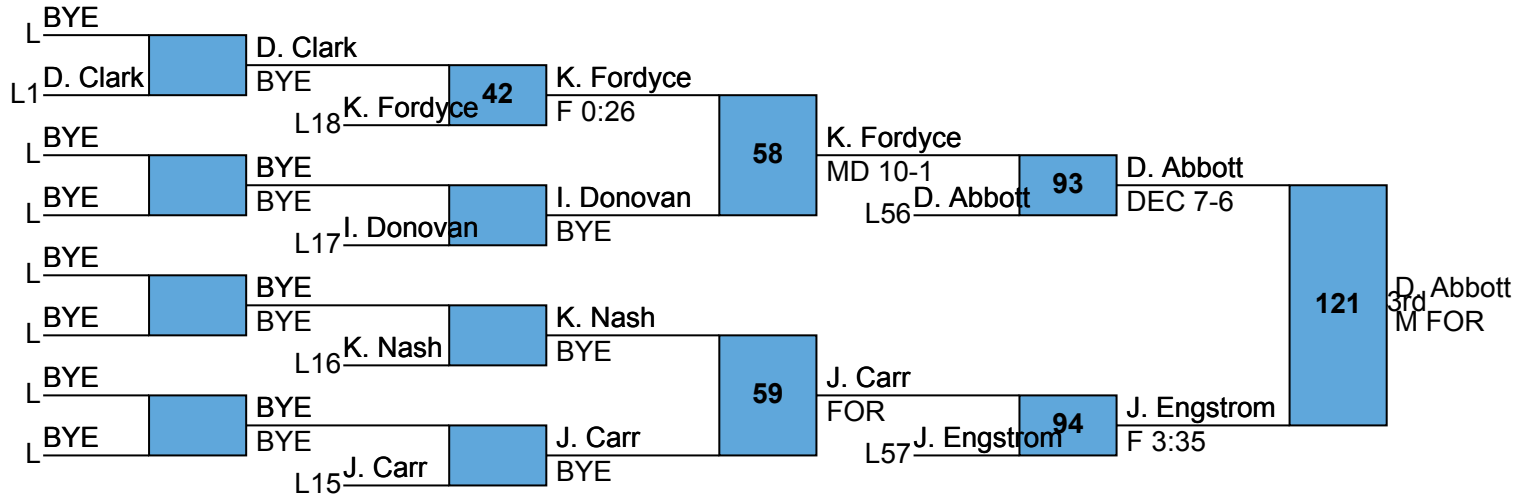 BYE
L
D. Clark
L1
D. Clark
BYE
K. Fordyce
L18
42
K. Fordyce
F 0:26
BYE
L
BYE
L
BYE
BYE
I. Donovan
L17
I. Donovan
BYE
58
K. Fordyce
MD 10-1
D. Abbott
L56
93
D. Abbott
DEC 7-6
BYE
L
BYE
L
BYE
BYE
K. Nash
L16
K. Nash
BYE
BYE
L
BYE
L
BYE
BYE
J. Carr
L15
J. Carr
BYE
59
J. Carr
FOR
J. Engstrom
L57
94
J. Engstrom
F 3:35
121
3rd
D. Abbott
M FOR